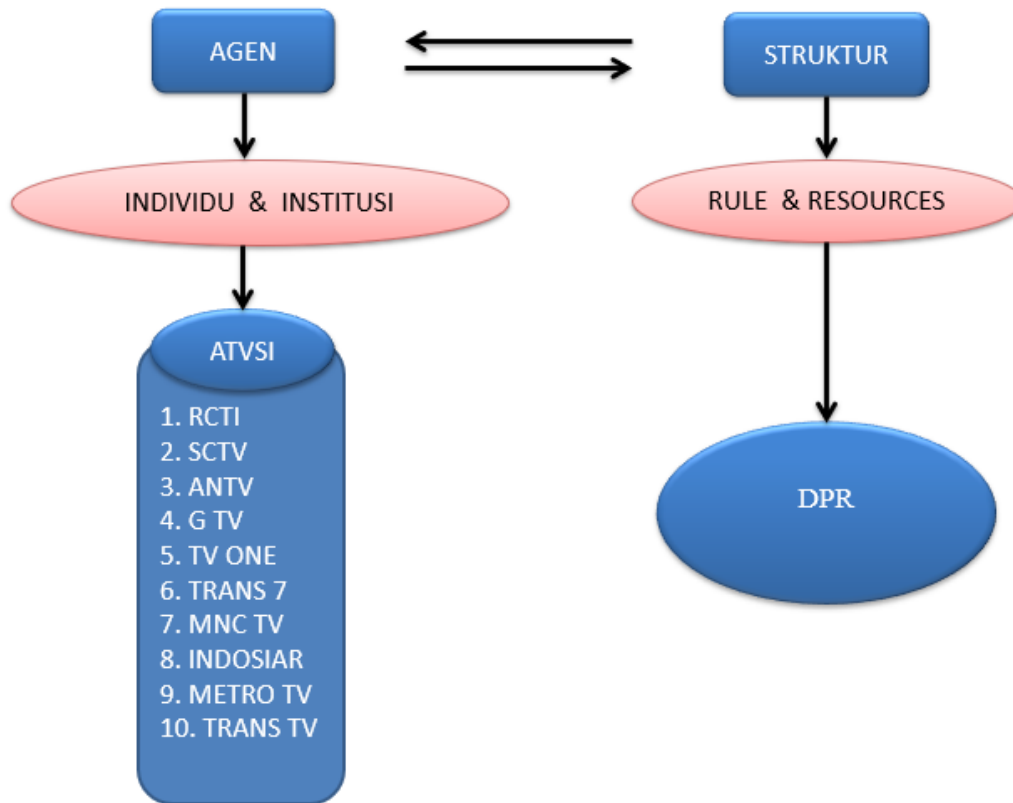 AGEN
STRUKTUR
INDIVIDU & INSTITUSI
RULE & RESOURCES
ATVSI
1. RCTI
2. SCTV
3. ANTV
4. G TV
5. TV ONE
6. TRANS 7
7. MNC TV
8. INDOSIAR
9. METRO TV
10. TRANS TV
DPR